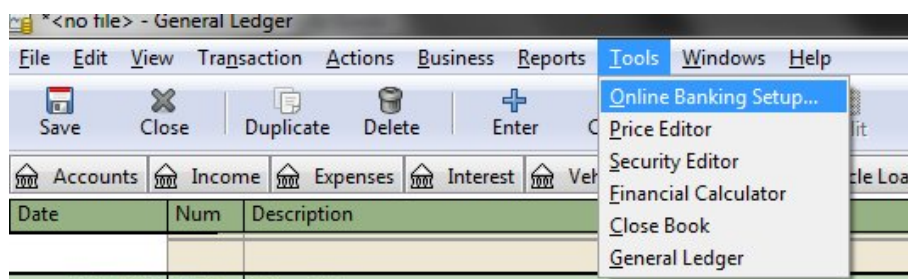 *<no file> - General Ledger
File Edit View Transaction Actions Business Reports Tools Windows Help
Save Close Duplicate Delete Enter
Online Banking Setup...
Price Editor
Security Editor
Financial Calculator
Close Book
General Ledger
Accounts Income Expenses Interest
Date Num Description